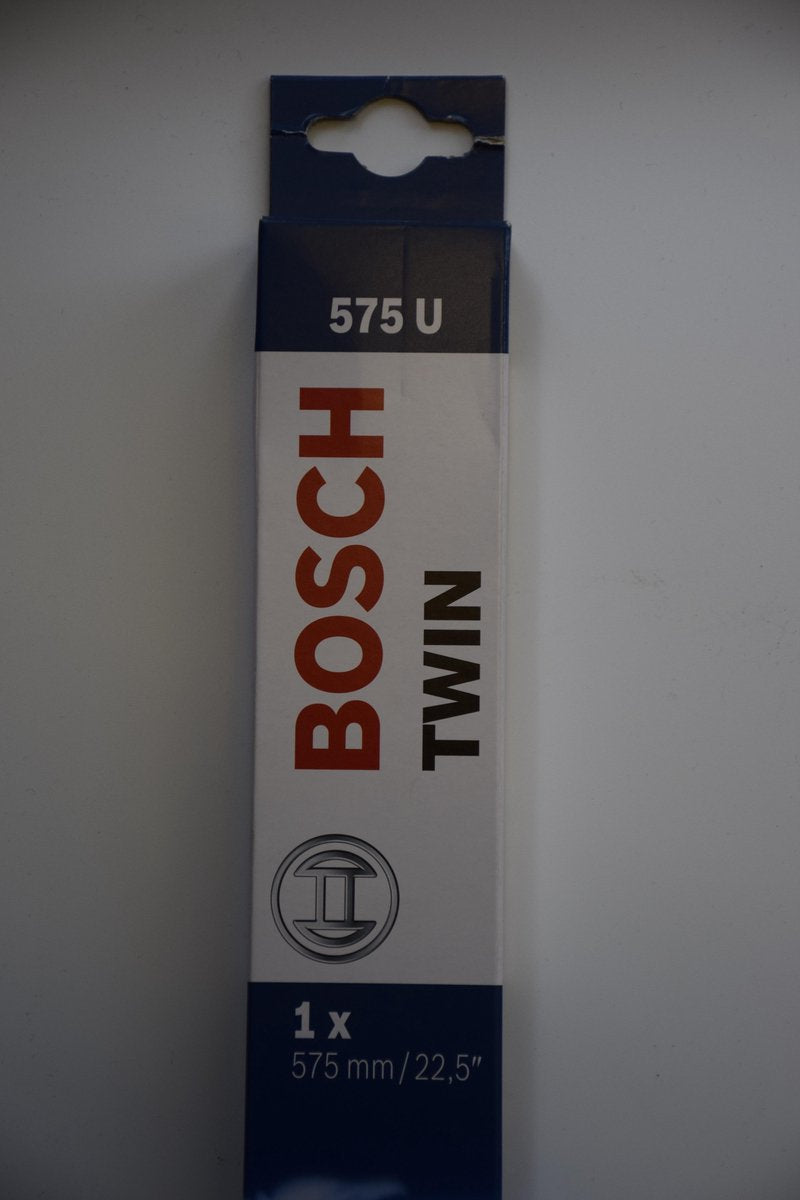 575 U
BOSCH
TWIN
1 x
575 mm/22,5″